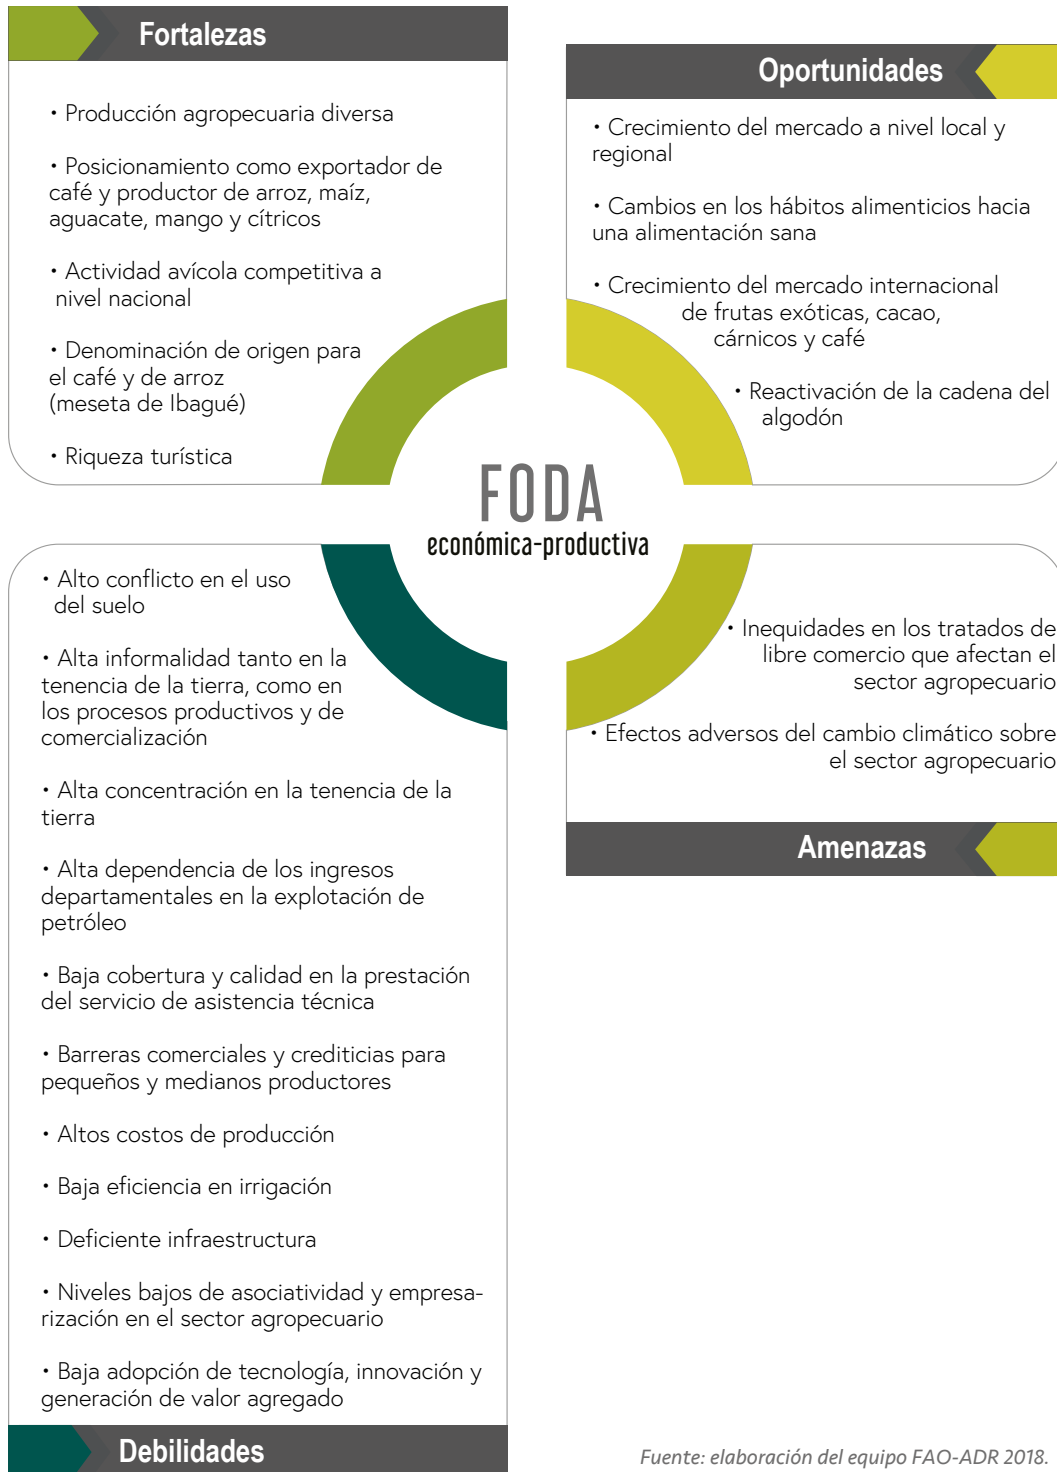 Fortalezas
• Producción agropecuaria diversa
• Posicionamiento como exportador de
café y productor de arroz, maíz,
aguacate, mango y cítricos
• Actividad avícola competitiva a
nivel nacional
• Denominación de origen para
el café y de arroz
(meseta de Ibagué)
• Riqueza turística
Oportunidades
• Crecimiento del mercado a nivel local y
regional
• Cambios en los hábitos alimenticios hacia
una alimentación sana
• Crecimiento del mercado internacional
de frutas exóticas, cacao,
cárnicos y café
• Reactivación de la cadena del
algodón
FODA
económica-productiva
• Alto conflicto en el uso
del suelo
• Alta informalidad tanto en la
tenencia de la tierra, como en
los procesos productivos y de
comercialización
• Alta concentración en la tenencia de la
tierra
• Alta dependencia de los ingresos
departamentales en la explotación de
petróleo
• Baja cobertura y calidad en la prestación
del servicio de asistencia técnica
• Barreras comerciales y crediticias para
pequeños y medianos productores
• Altos costos de producción
• Baja eficiencia en irrigación
• Deficiente infraestructura
• Niveles bajos de asociatividad y empresa-
rización en el sector agropecuario
• Baja adopción de tecnología, innovación y
generación de valor agregado
Debilidades
• Inequidades en los tratados de
libre comercio que afectan el
sector agropecuario
• Efectos adversos del cambio climático sobre
el sector agropecuario
Amenazas
Fuente: elaboración del equipo FAO-ADR 2018.